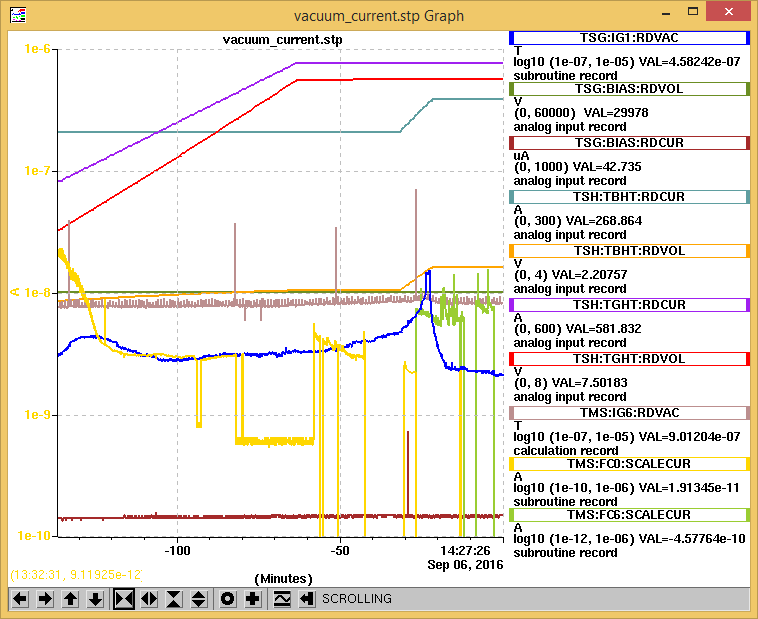 vacuum_current.stp Graph
vacuum_current.stp
1e-6
1e-7
1e-8
A
1e-9
1e-10
-100
-50
14:27:26
Sep 06, 2016
(Minutes)
(13:32:31, 9.11925e-12
TSG:IG1:RDVAC
T
log10 (1e-07, 1e-05) VAL=4.58242e-07
subroutine record
TSG:BIAS:RDVOL
V
(0, 60000) VAL=29978
analog input record
TSG:BIAS:RDCUR
uA
(0, 1000) VAL=42.735
analog input record
TSH:TBHT:RDCUR
A
(0, 300) VAL=268.864
analog input record
TSH:TBHT:RDVOL
V
(0, 4) VAL=2.20757
analog input record
TSH:TGHT:RDCUR
A
(0, 600) VAL=581.832
analog input record
TSH:TGHT:RDVOL
V
(0, 8) VAL=7.50183
analog input record
TMS:IG6:RDVAC
T
log10 (1e-07, 1e-05) VAL=9.01204e-07
calculation record
TMS:FC0:SCALECUR
A
log10 (1e-10, 1e-06) VAL=1.91345e-11
subroutine record
TMS:FC6:SCALECUR
A
log10 (1e-12, 1e-06) VAL=-4.57764e-10
subroutine record
SCROLLING